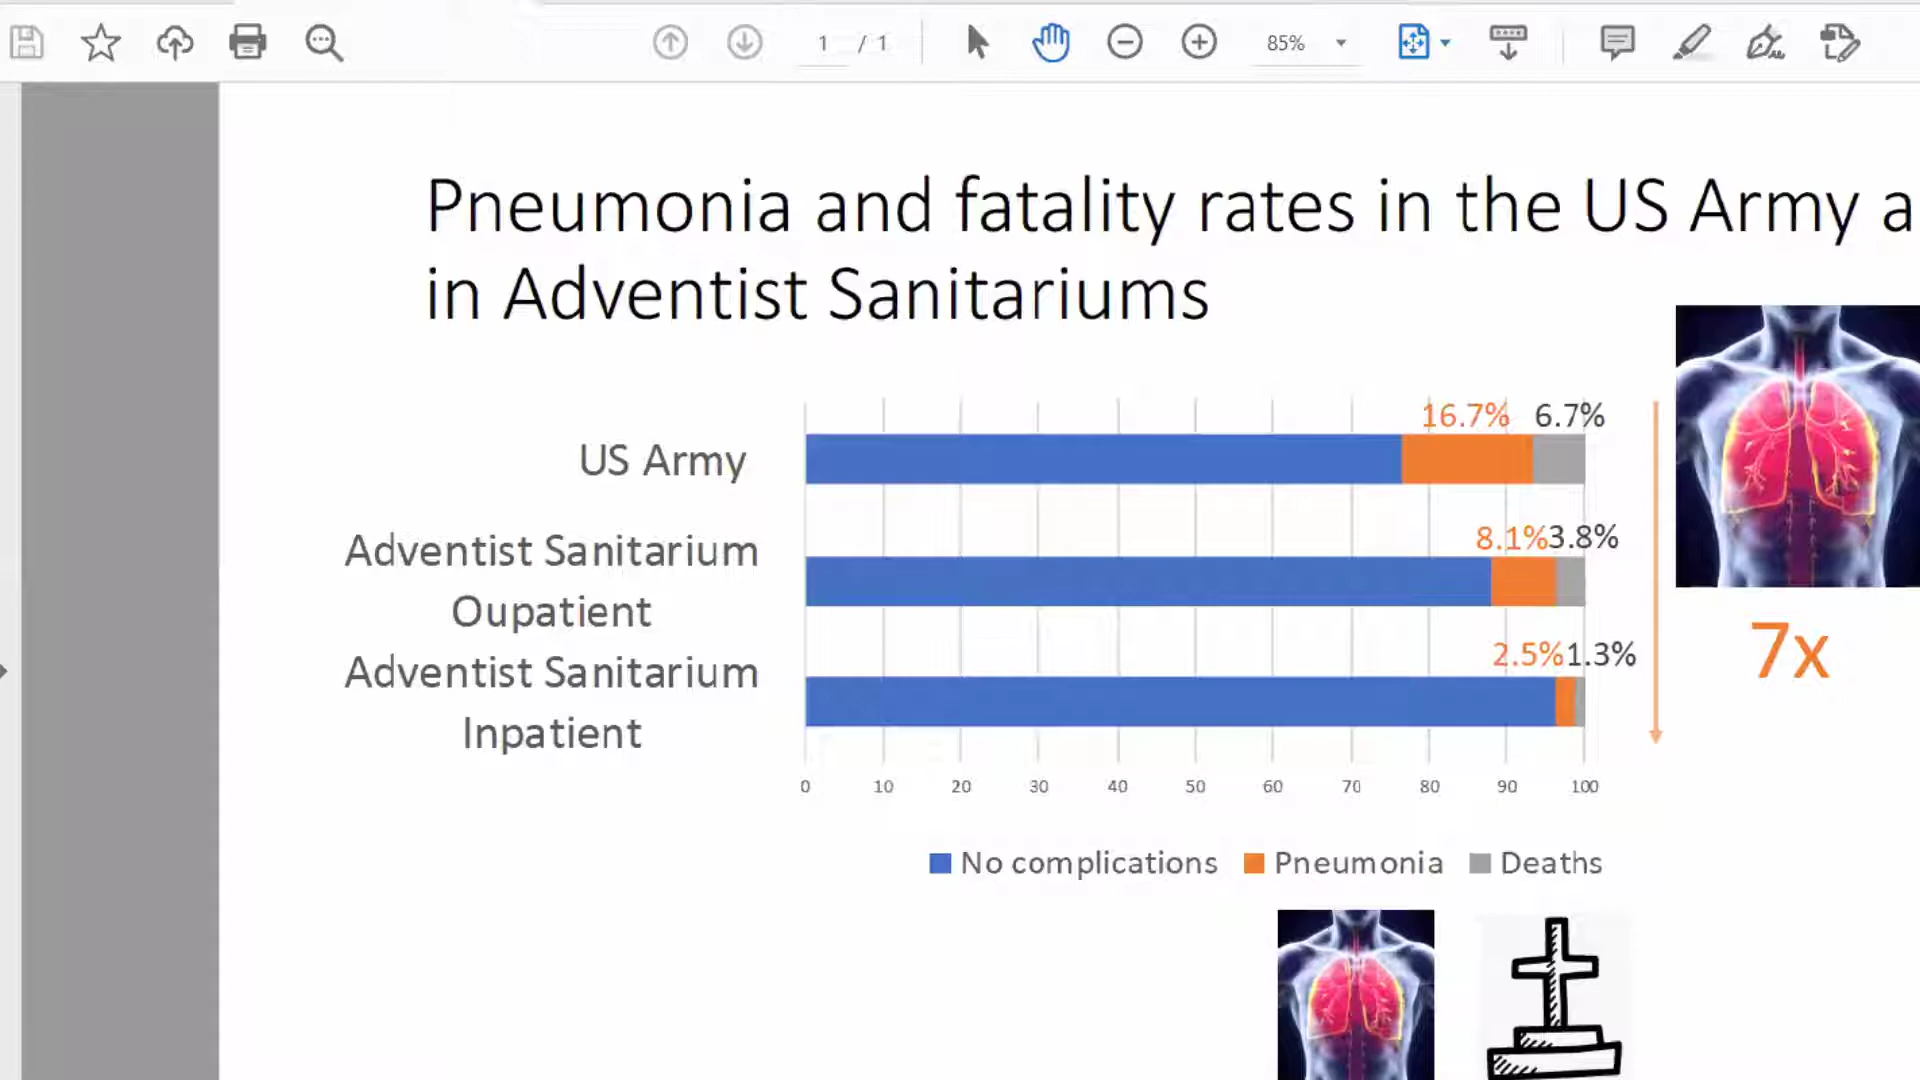 1 / 1
85%
Pneumonia and fatality rates in the US Army a
in Adventist Sanitariums
16.7% 6.7%
US Army
8.1% 3.8%
Adventist Sanitarium
Oupatient
2.5% 1.3%
Adventist Sanitarium
Inpatient
7x
0 10 20 30 40 50 60 70 80 90 100
No complications Pneumonia Deaths